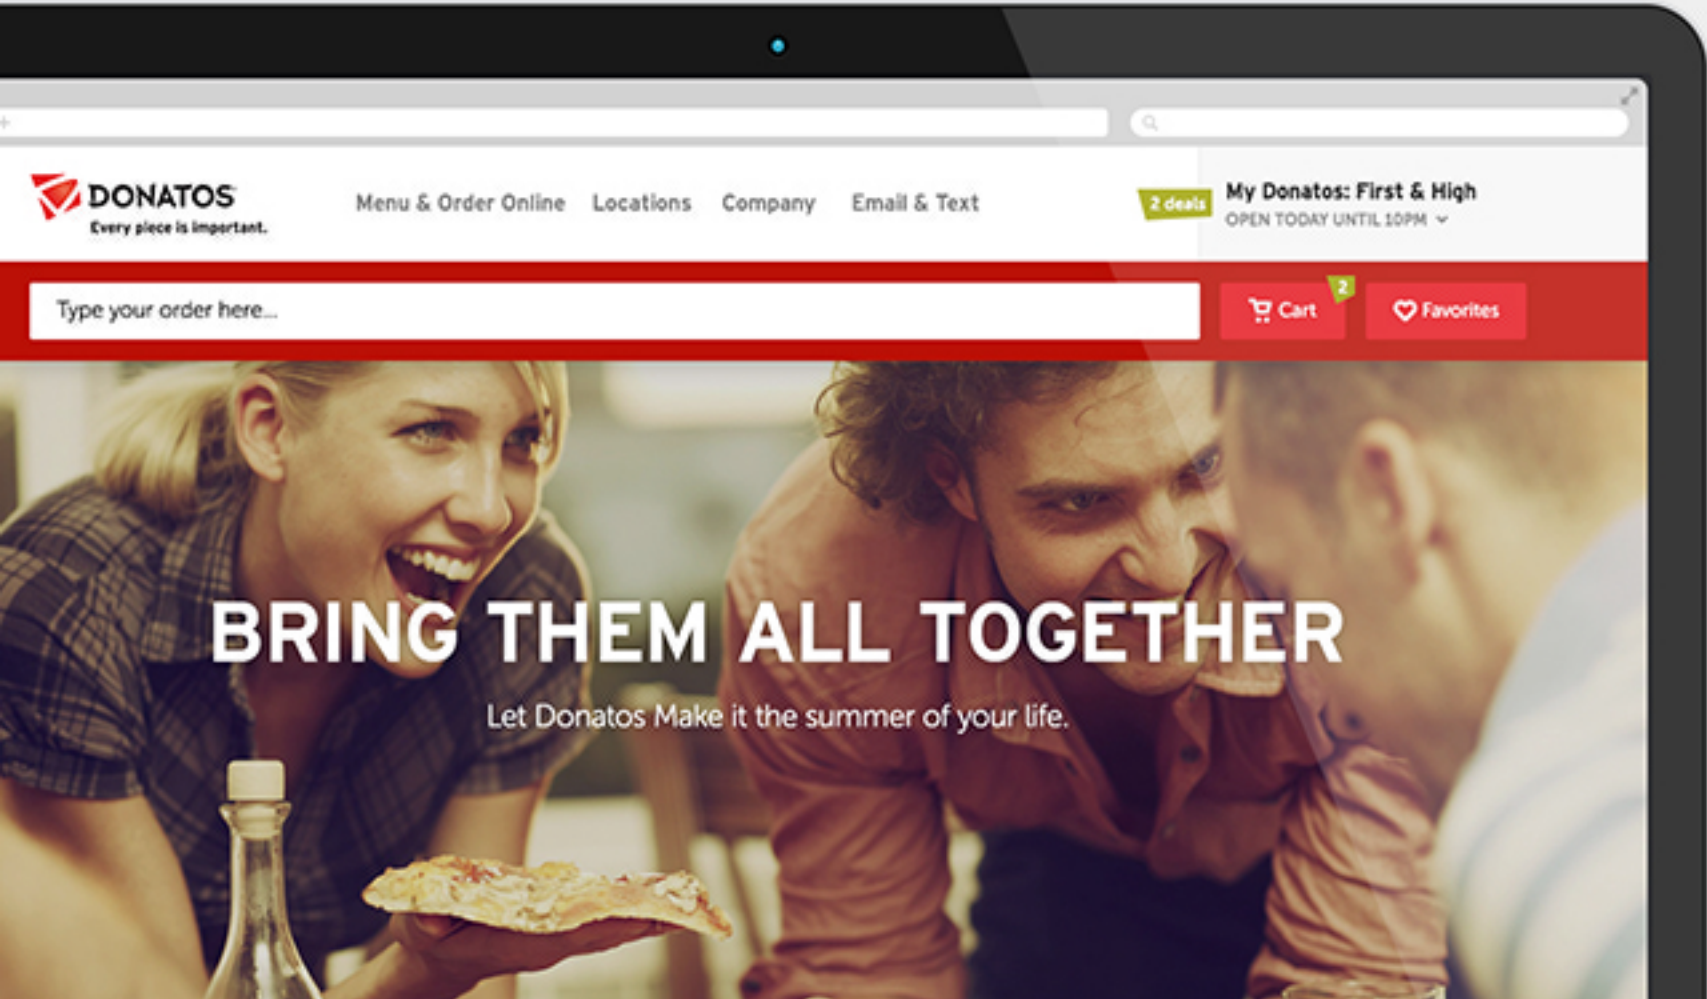 DONATOS
Every piece is important.
Menu & Order Online
Locations
Company
Email & Text
2 deals
My Donatos: First & High
OPEN TODAY UNTIL 10PM
Type your order here...
Cart
2
Favorites
BRING THEM ALL TOGETHER
Let Donatos Make it the summer of your life.